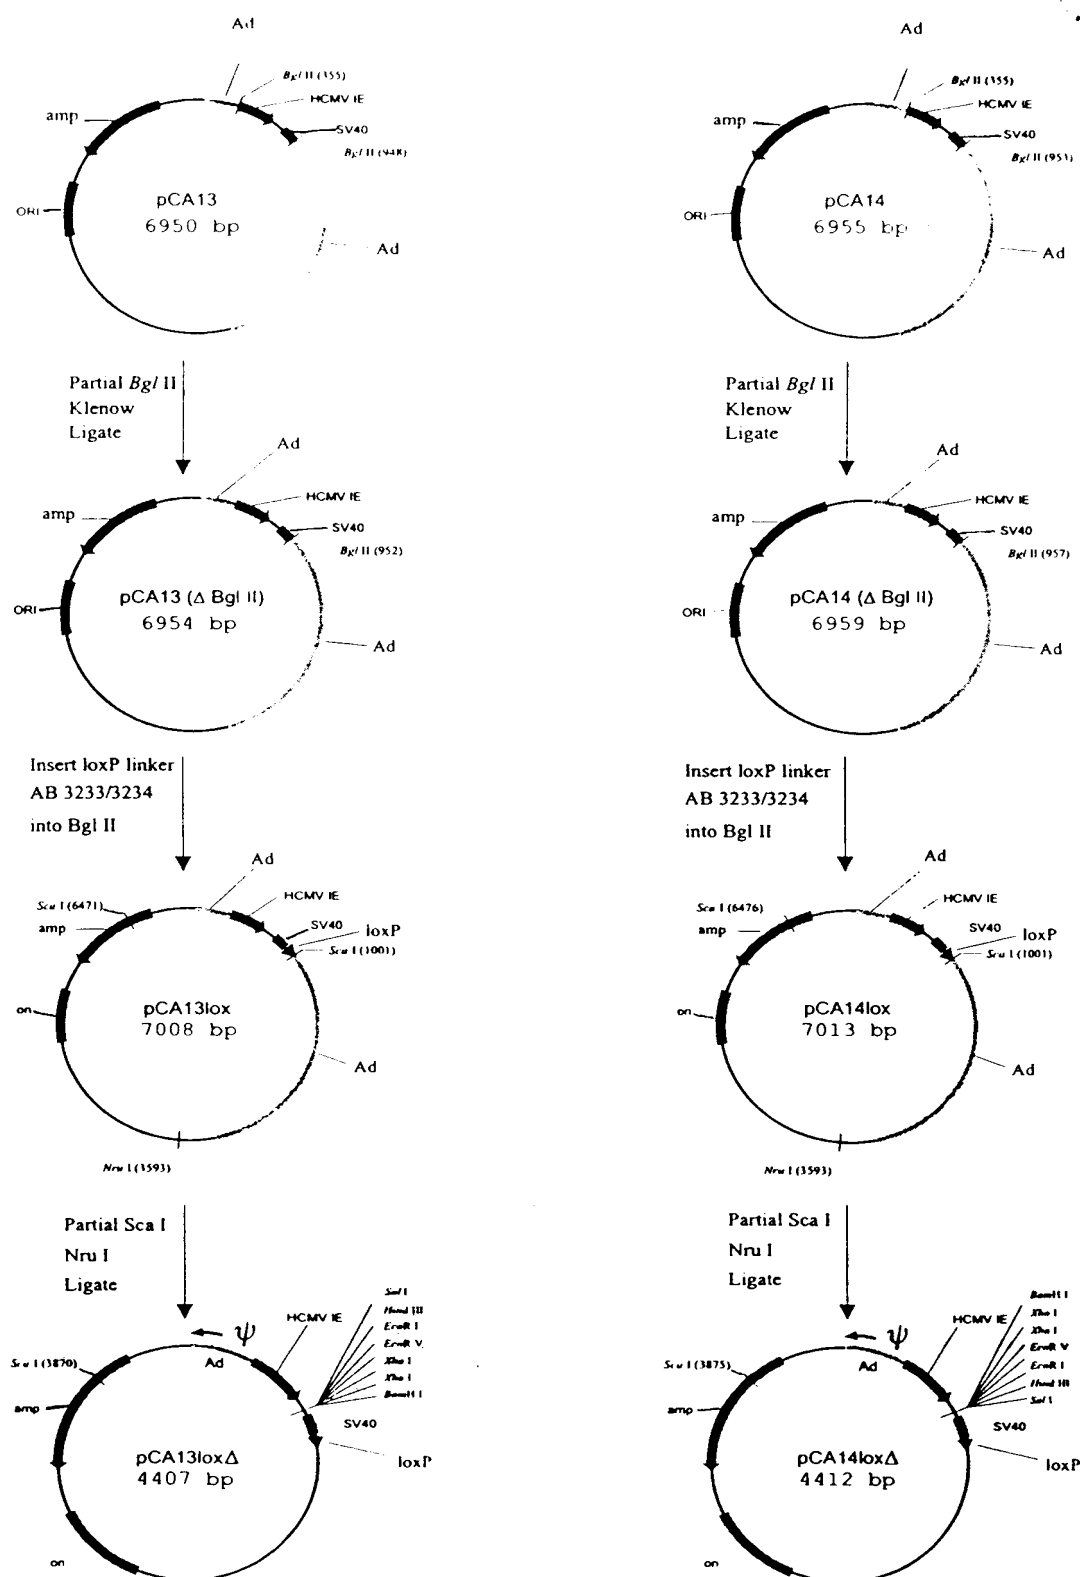 Ad
Bgl II (355)
HCMV IE
amp
SV40
Bgl II (948)
pCA13
6950 bp
ORI
Ad
Partial Bgl II
Klenow
Ligate
Ad
HCMV IE
amp
SV40
Bgl II (952)
pCA13 (Δ Bgl II)
6954 bp
ORI
Ad
Insert loxP linker
AB 3233/3234
into Bgl II
Ad
HCMV IE
Sca I (6471)
amp
SV40
loxP
Sca I (1001)
pCA13lox
7008 bp
ori
Ad
Nru I (3593)
Partial Sca I
Nru I
Ligate
ψ
HCMV IE
Sal I
Hind III
EcoR I
EcoR V
Xho I
Xba I
BamH I
Ad
Sca I (3870)
amp
SV40
loxP
pCA13loxΔ
4407 bp
ori
Ad
Bgl II (355)
HCMV IE
amp
SV40
Bgl II (953)
pCA14
6955 bp
ORI
Ad
Partial Bgl II
Klenow
Ligate
Ad
HCMV IE
amp
SV40
Bgl II (957)
pCA14 (Δ Bgl II)
6959 bp
ORI
Ad
Insert loxP linker
AB 3233/3234
into Bgl II
Ad
HCMV IE
Sca I (6476)
amp
SV40
loxP
Sca I (1001)
pCA14lox
7013 bp
ori
Ad
Nru I (3593)
Partial Sca I
Nru I
Ligate
ψ
HCMV IE
BamH I
Xba I
Xho I
EcoR V
EcoR I
Hind III
Sal I
Ad
Sca I (3875)
amp
SV40
loxP
pCA14loxΔ
4412 bp
ori